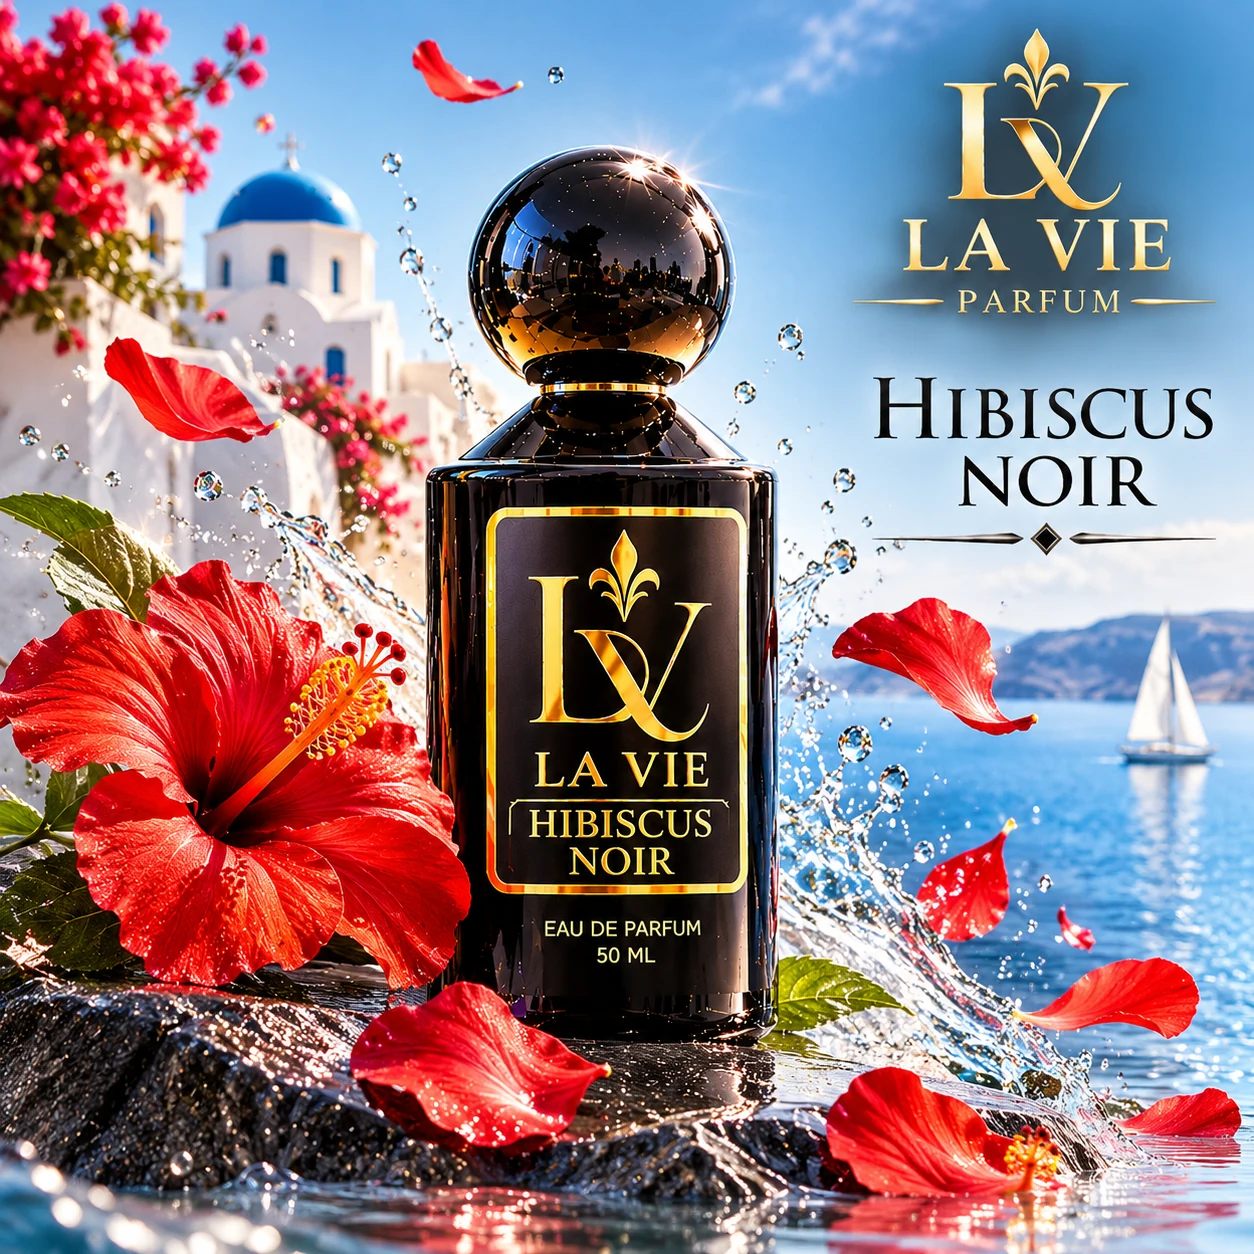 LV
LA VIE
PARFUM
HIBISCUS
NOIR
LV
LA VIE
HIBISCUS
NOIR
EAU DE PARFUM
50 ML